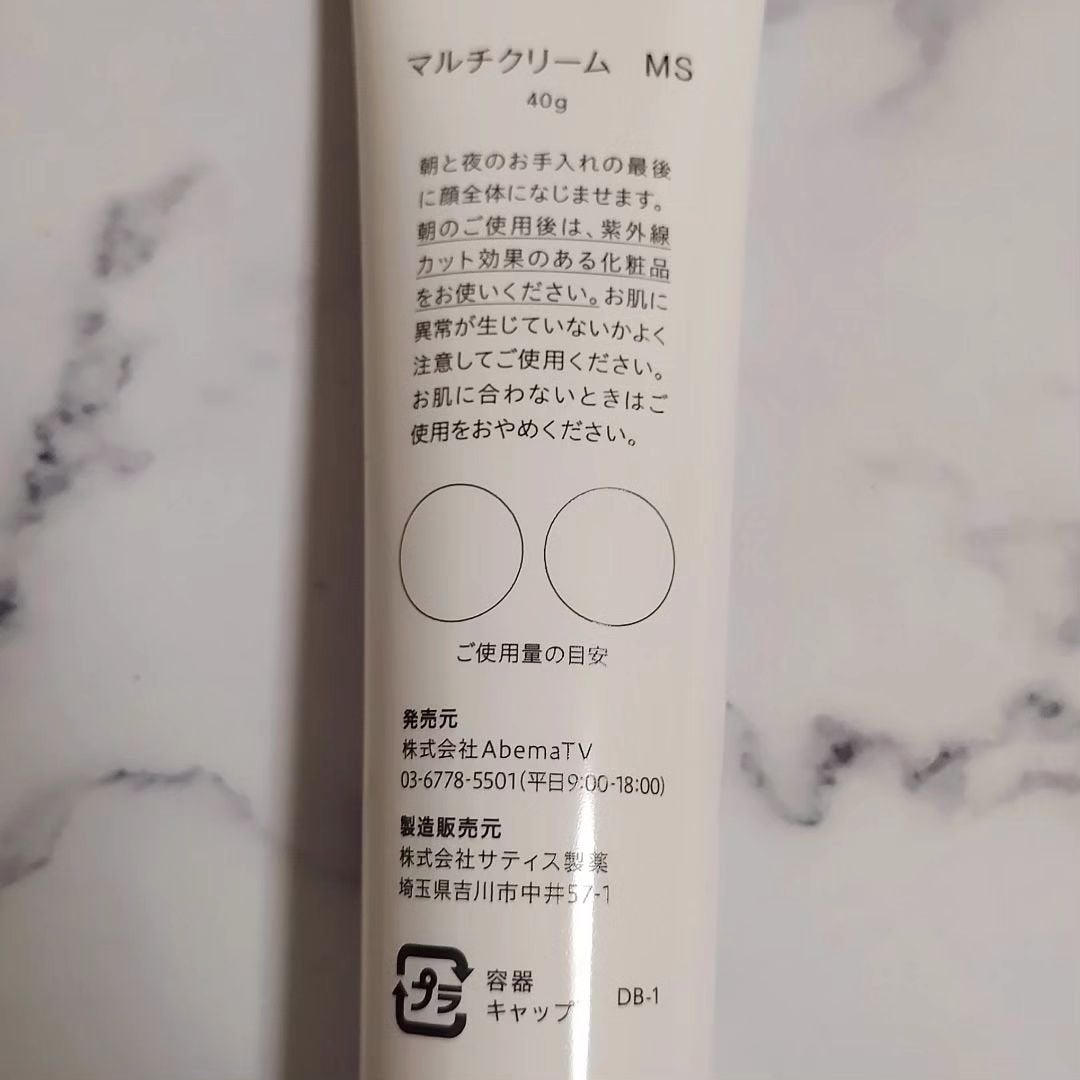 マルチクリーム MS
40g
朝と夜のお手入れの最後
に顔全体になじませます。
朝のご使用後は、紫外線
カット効果のある化粧品
をお使いください。お肌に
異常が生じていないかよく
注意してご使用ください。
お肌に合わないときはご
使用をおやめください。
ご使用量の目安
発売元
株式会社AbemaTV
03-6778-5501(平日9:00-18:00)
製造販売元
株式会社サティス製薬
埼玉県吉川市中井57-1
プラ
容器
キャップ
DB-1